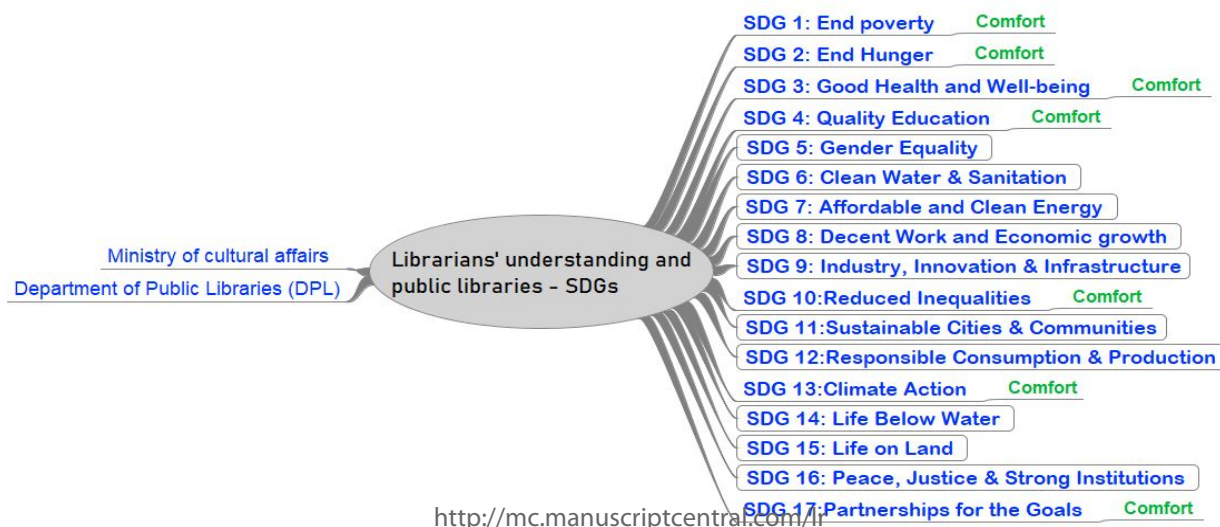 SDG 1: End poverty Comfort
SDG 2: End Hunger Comfort
SDG 3: Good Health and Well-being Comfort
SDG 4: Quality Education Comfort
SDG 5: Gender Equality
SDG 6: Clean Water & Sanitation
SDG 7: Affordable and Clean Energy
SDG 8: Decent Work and Economic growth
SDG 9: Industry, Innovation & Infrastructure
SDG 10:Reduced Inequalities Comfort
SDG 11:Sustainable Cities & Communities
SDG 12:Responsible Consumption & Production
SDG 13:Climate Action Comfort
SDG 14: Life Below Water
SDG 15: Life on Land
SDG 16: Peace, Justice & Strong Institutions
SDG 17:Partnerships for the Goals Comfort
Librarians' understanding and
public libraries - SDGs
Ministry of cultural affairs
Department of Public Libraries (DPL)
http://mc.manuscriptcentral.com/lr